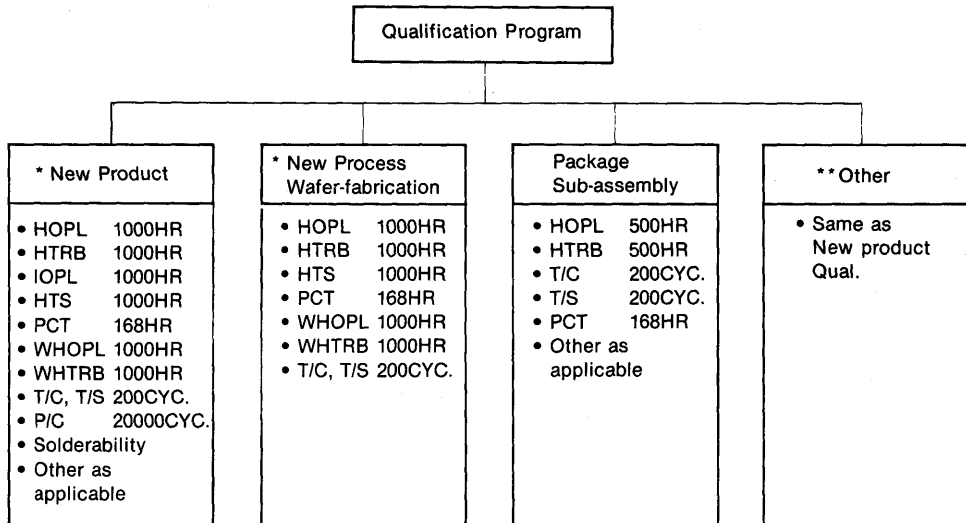 Qualification Program
* New Product
• HOPL 1000HR
• HTRB 1000HR
• IOPL 1000HR
• HTS 1000HR
• PCT 168HR
• WHOPL 1000HR
• WHTRB 1000HR
• T/C, T/S 200CYC.
• P/C 20000CYC.
• Solderability
• Other as
applicable
* New Process
Wafer-fabrication
• HOPL 1000HR
• HTRB 1000HR
• HTS 1000HR
• PCT 168HR
• WHOPL 1000HR
• WHTRB 1000HR
• T/C, T/S 200CYC.
Package
Sub-assembly
• HOPL 500HR
• HTRB 500HR
• T/C 200CYC.
• T/S 200CYC.
• PCT 168HR
• Other as
applicable
**Other
• Same as
New product
Qual.